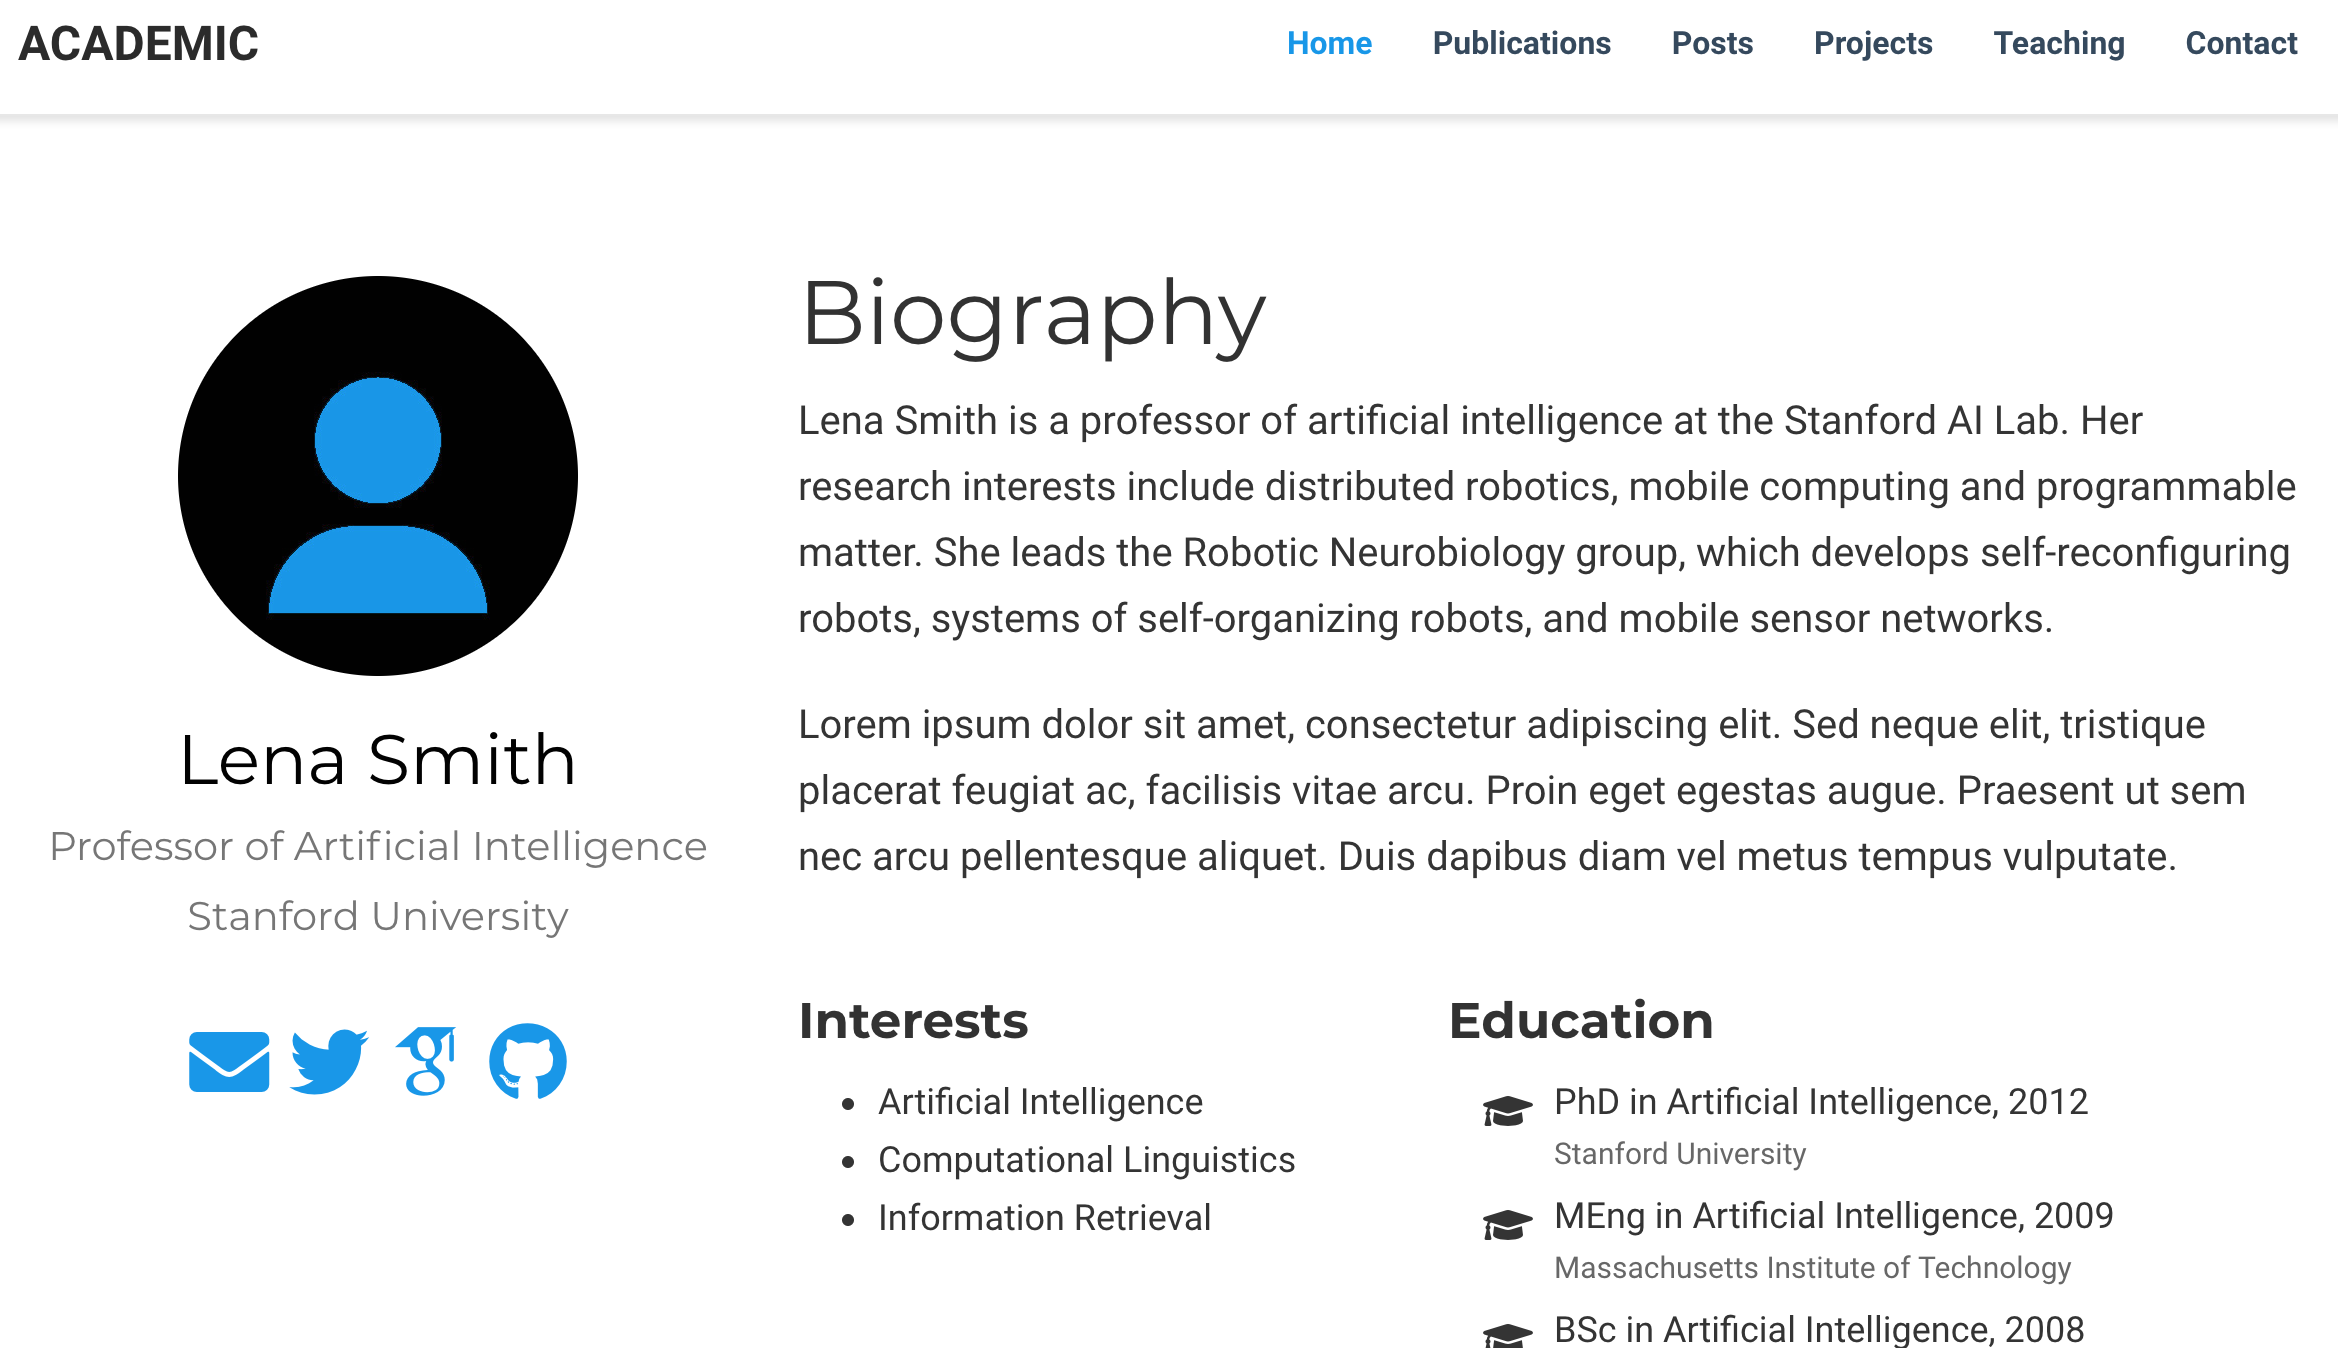 ACADEMIC
Home Publications Posts Projects Teaching Contact
Lena Smith
Professor of Artificial Intelligence
Stanford University
Biography
Lena Smith is a professor of artificial intelligence at the Stanford AI Lab. Her
research interests include distributed robotics, mobile computing and programmable
matter. She leads the Robotic Neurobiology group, which develops self-reconfiguring
robots, systems of self-organizing robots, and mobile sensor networks.
Lorem ipsum dolor sit amet, consectetur adipiscing elit. Sed neque elit, tristique
placerat feugiat ac, facilisis vitae arcu. Proin eget egestas augue. Praesent ut sem
nec arcu pellentesque aliquet. Duis dapibus diam vel metus tempus vulputate.
Interests
Artificial Intelligence
Computational Linguistics
Information Retrieval
Education
PhD in Artificial Intelligence, 2012
Stanford University
MEng in Artificial Intelligence, 2009
Massachusetts Institute of Technology
BSc in Artificial Intelligence, 2008